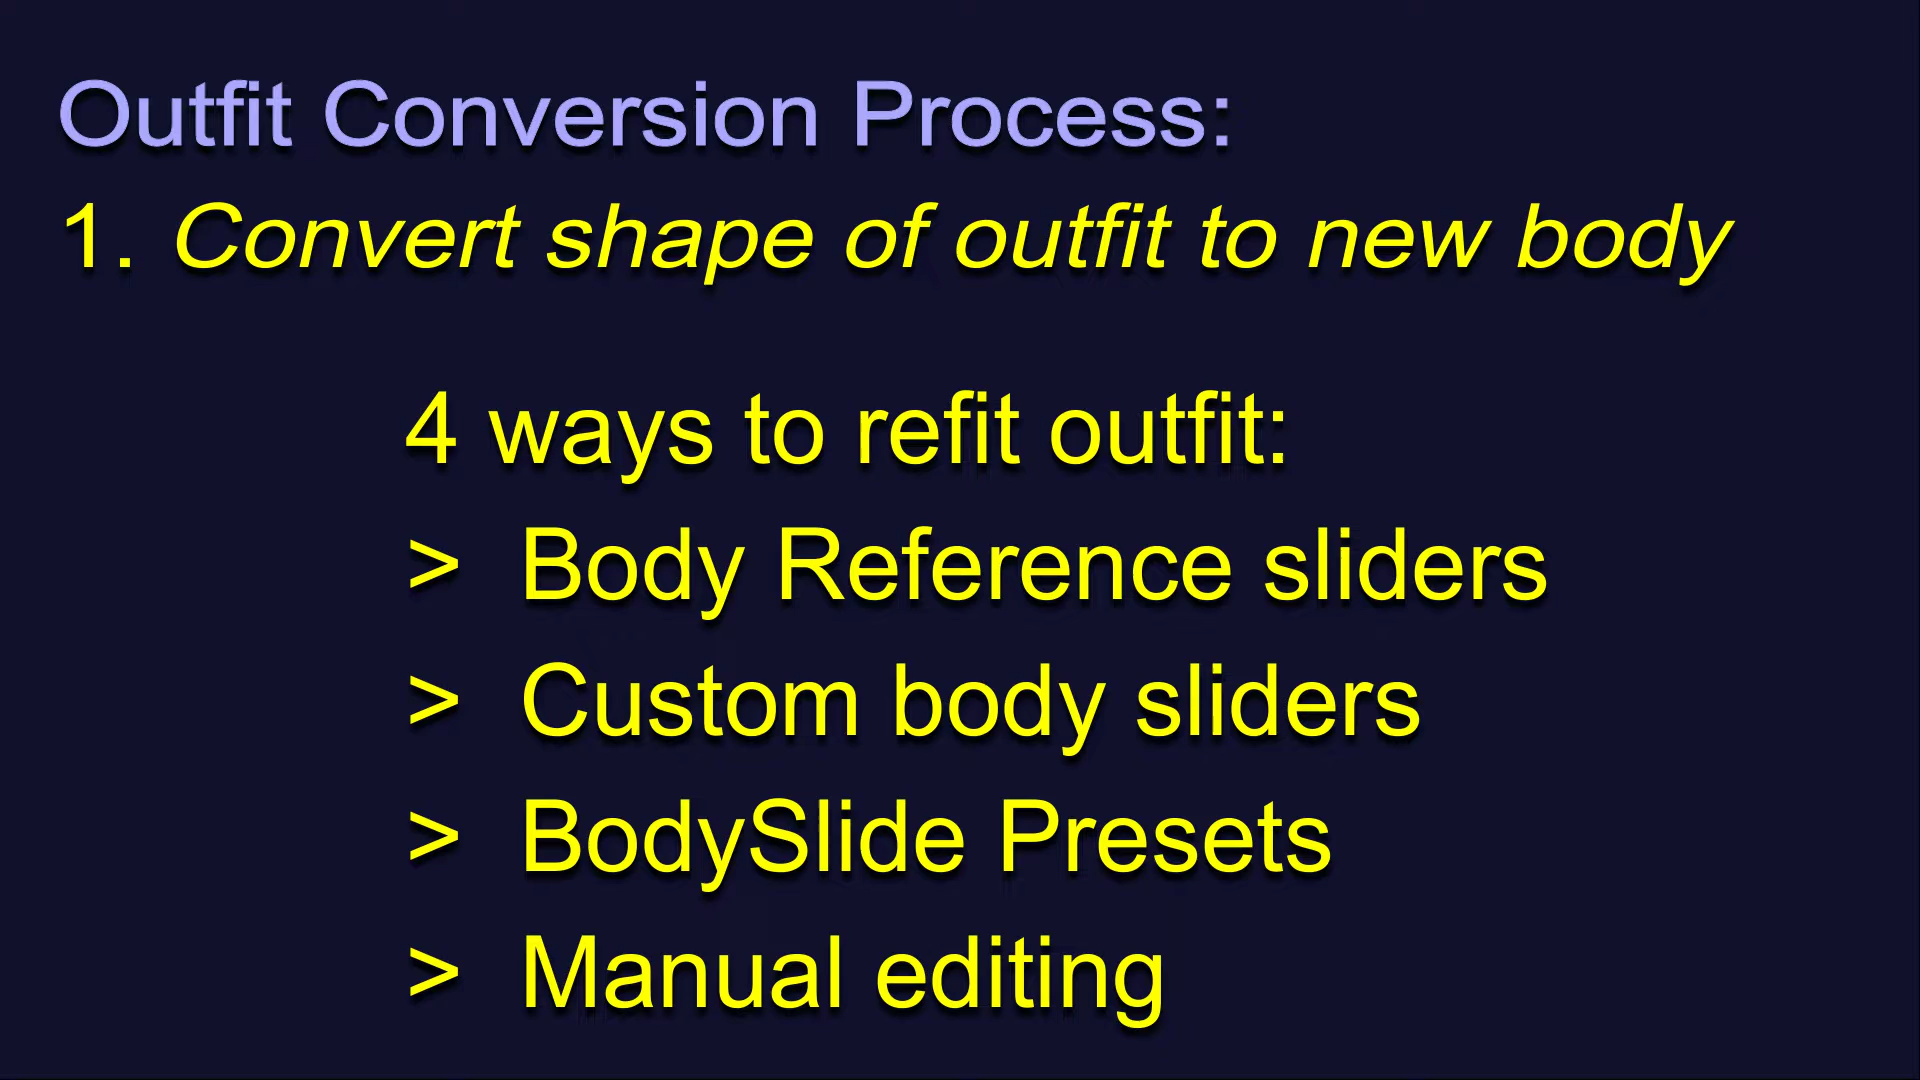 Outfit Conversion Process:
1. Convert shape of outfit to new body
4 ways to refit outfit:
> Body Reference sliders
> Custom body sliders
> BodySlide Presets
> Manual editing